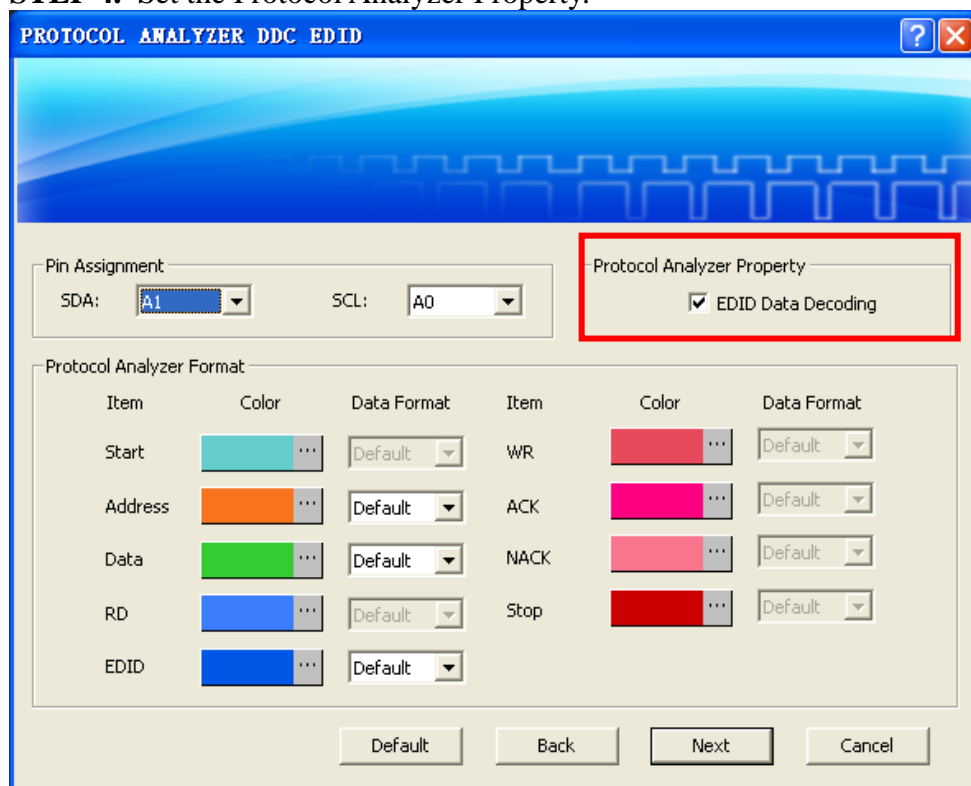 STEP 4. Set the Protocol Analyzer Property.
PROTOCOL ANALYZER DDC EDID
Pin Assignment
SDA: A1 SCL: A0
Protocol Analyzer Property
EDID Data Decoding
Protocol Analyzer Format
Item Color Data Format Item Color Data Format
Start ... Default WR ... Default
Address ... Default ACK ... Default
Data ... Default NACK ... Default
RD ... Default Stop ... Default
EDID ... Default
Default Back Next Cancel